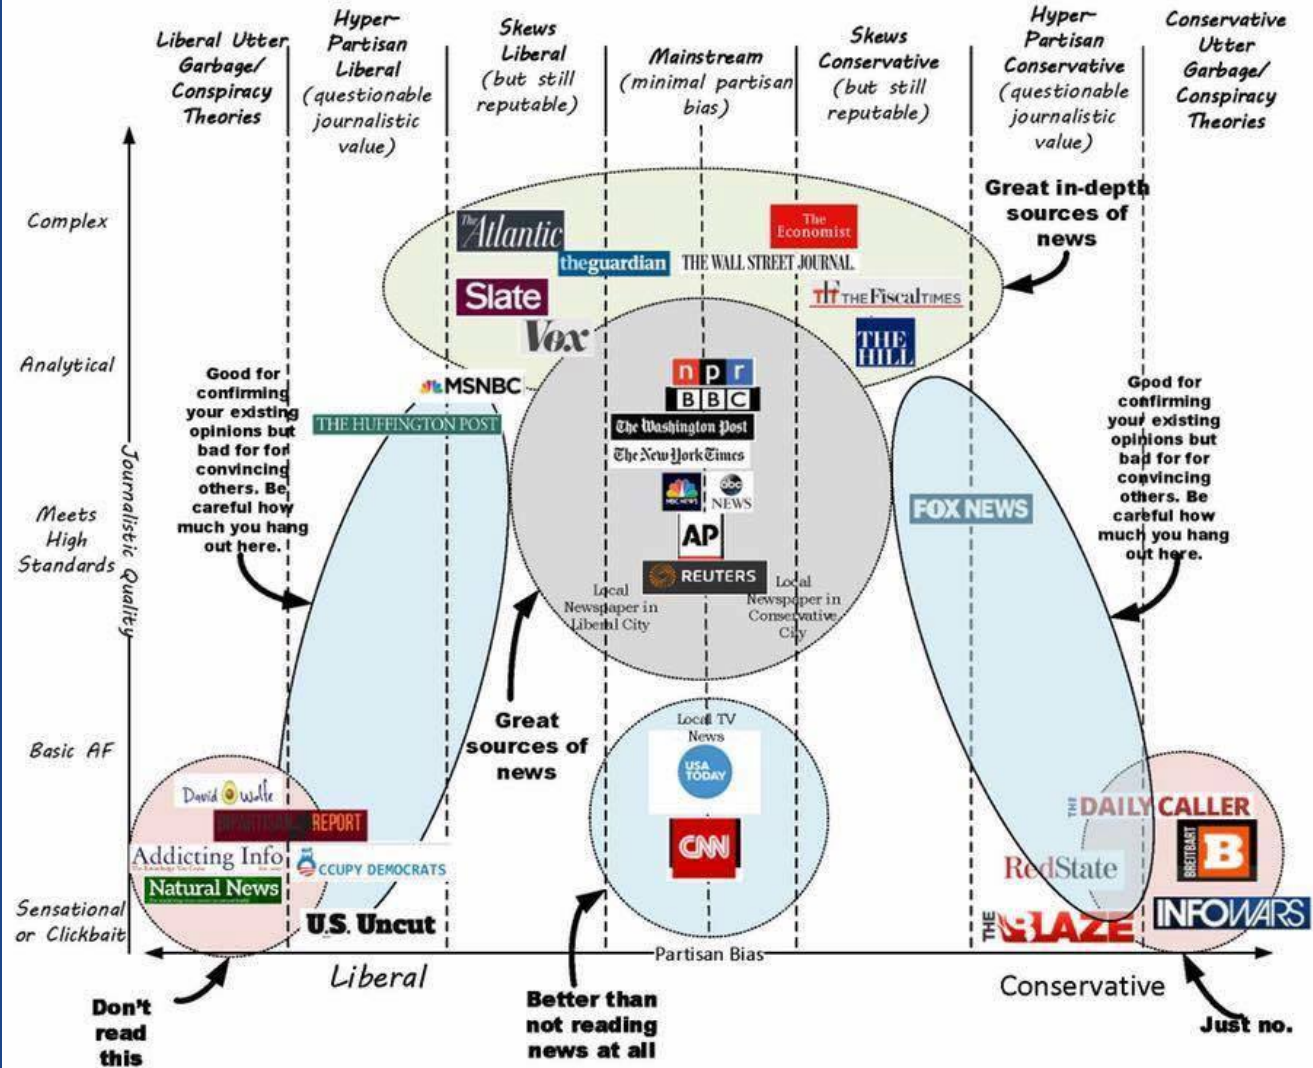 Liberal Utter
Garbage/
Conspiracy
Theories
Hyper-
Partisan
Liberal
(questionable
journalistic
value)
Skews
Liberal
(but still
reputable)
Mainstream
(minimal partisan
bias)
Skews
Conservative
(but still
reputable)
Hyper-
Partisan
Conservative
(questionable
journalistic
value)
Conservative
Utter
Garbage/
Conspiracy
Theories
Complex
Analytical
Meets
High
Standards
Basic AF
Sensational
or Clickbait
Journalistic Quality
The Atlantic
theguardian
Slate
Vox
The
Economist
THE WALL STREET JOURNAL.
TFT THE Fiscal TIMES
THE
HILL
Great in-depth
sources of
news
Good for
confirming
your existing
opinions but
bad for for
convincing
others. Be
careful how
much you hang
out here.
MSNBC
THE HUFFINGTON POST
n p r
BBC
The Washington Post
The New York Times
NBC NEWS
abc
NEWS
AP
REUTERS
Local
Newspaper in
Liberal City
Local
Newspaper in
Conservative
City
FOX NEWS
Good for
confirming
your existing
opinions but
bad for for
convincing
others. Be
careful how
much you hang
out here.
Great
sources of
news
Local TV
News
USA
TODAY
CNN
David Wolfe
BIPARTISAN REPORT
Addicting Info
Natural News
OCCUPY DEMOCRATS
U.S. Uncut
THE DAILY CALLER
BREITBART
B
RedState
THE BLAZE
INFOWARS
Partisan Bias
Liberal
Conservative
Don't
read
this
Better than
not reading
news at all
Just no.